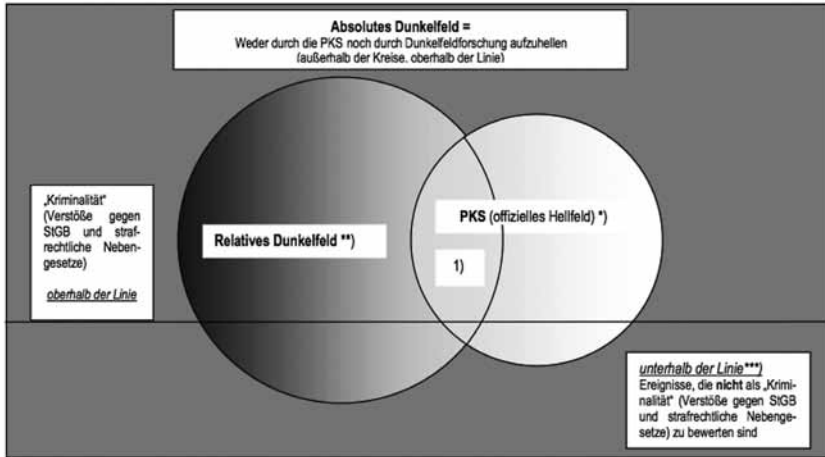 Absolutes Dunkelfeld =
Weder durch die PKS noch durch Dunkelfeldforschung aufzuhellen
(außerhalb der Kreise, oberhalb der Linie)
„Kriminalität“
(Verstöße gegen
StGB und straf-
rechtliche Neben-
gesetze)
oberhalb der Linie
Relatives Dunkelfeld **)
PKS (offizielles Hellfeld) *)
1)
unterhalb der Linie***)
Ereignisse, die nicht als „Krimi-
nalität“ (Verstöße gegen StGB
und strafrechtliche Nebenge-
setze) zu bewerten sind